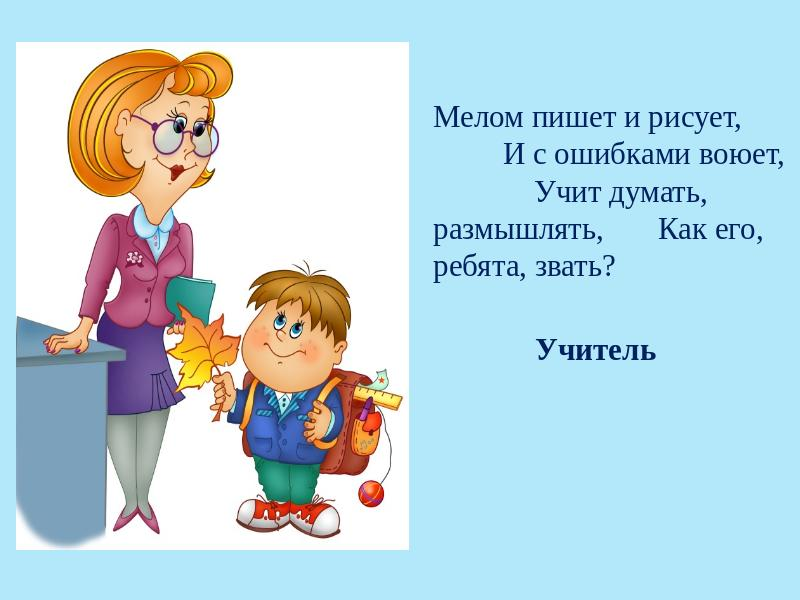 Мелом пишет и рисует,
И с ошибками воюет,
Учит думать,
размышлять, Как его,
ребята, звать?
Учитель